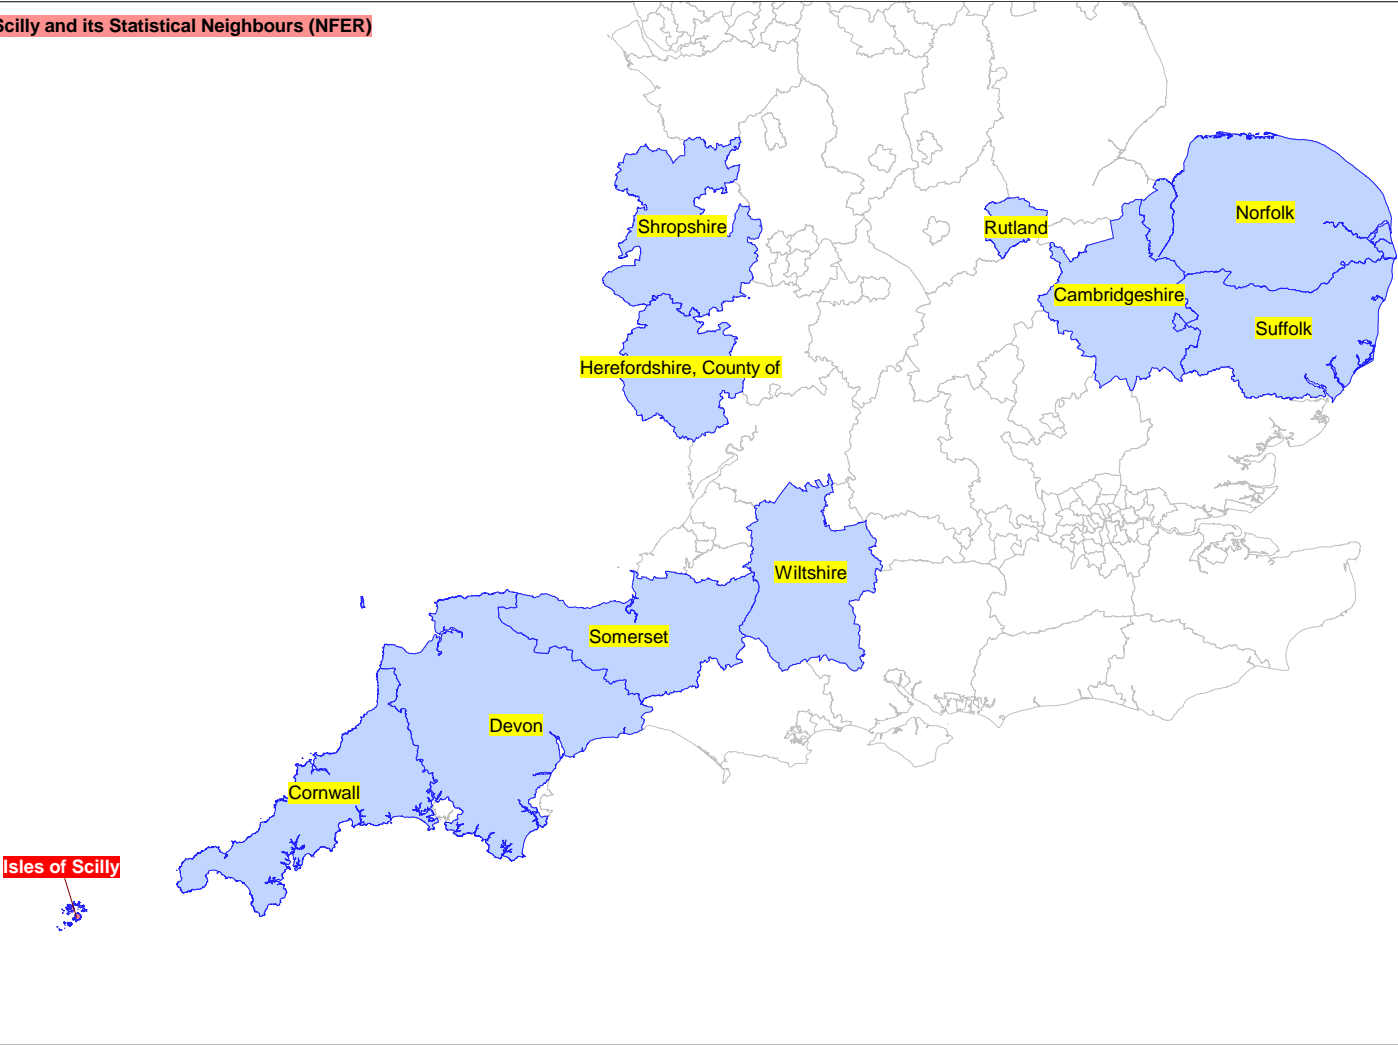 Scilly and its Statistical Neighbours (NFER)
Norfolk
Shropshire
Rutland
Cambridgeshire
Suffolk
Herefordshire, County of
Wiltshire
Somerset
Devon
Cornwall
Isles of Scilly